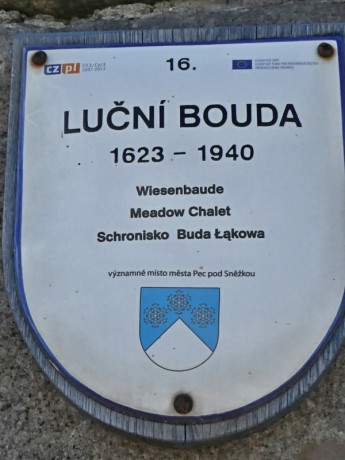 cz pl
16.
LUČNÍ BOUDA
1623 – 1940
Wiesenbaude
Meadow Chalet
Schronisko Buda Łąkowa
významné místo města Pec pod Sněžkou